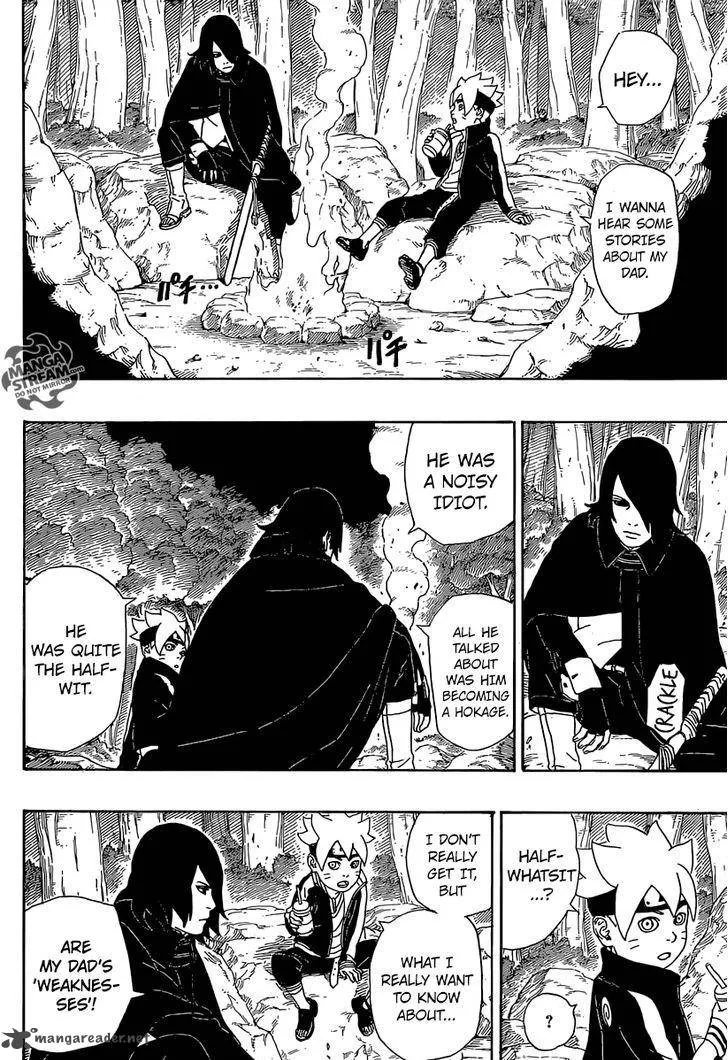 HEY...
I WANNA
HEAR SOME
STORIES
ABOUT MY
DAD.
パチ...
パチ
MANGA
STREAM.com
DO NOT MIRROR
CRACKLE
HE WAS
A NOISY
IDIOT.
ALL HE
TALKED
ABOUT
WAS HIM
BECOMING
A HOKAGE.
HE
WAS QUITE
THE HALF-
WIT.
HALF-
WHATSIT
...?
?
I DON'T
REALLY
GET IT,
BUT
WHAT I
REALLY WANT
TO KNOW
ABOUT...
ARE
MY DAD'S
'WEAKNES-
SES'!
mangareader.net